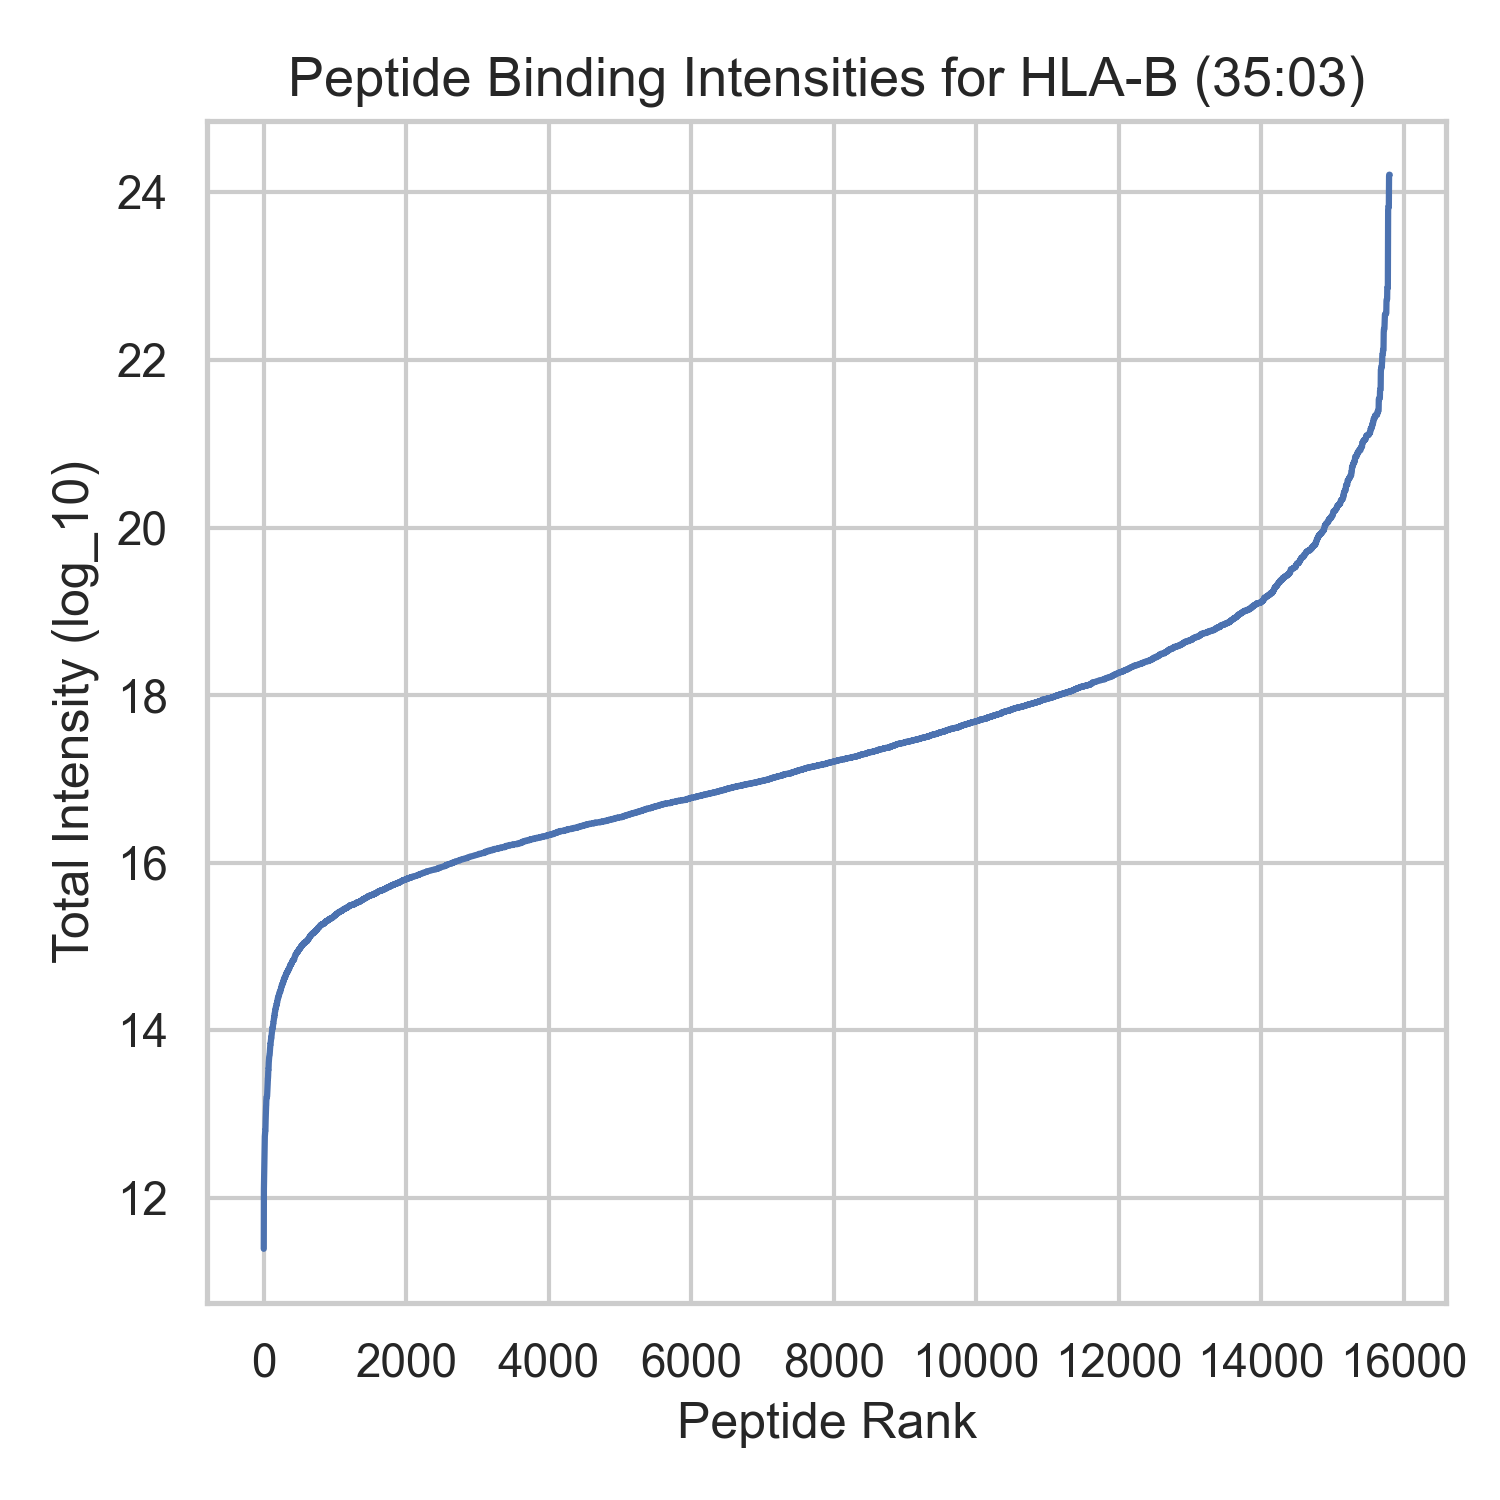 Peptide Binding Intensities for HLA-B (35:03)
Total Intensity (log_10)
24
22
20
18
16
14
12
0 2000 4000 6000 8000 10000 12000 14000 16000
Peptide Rank